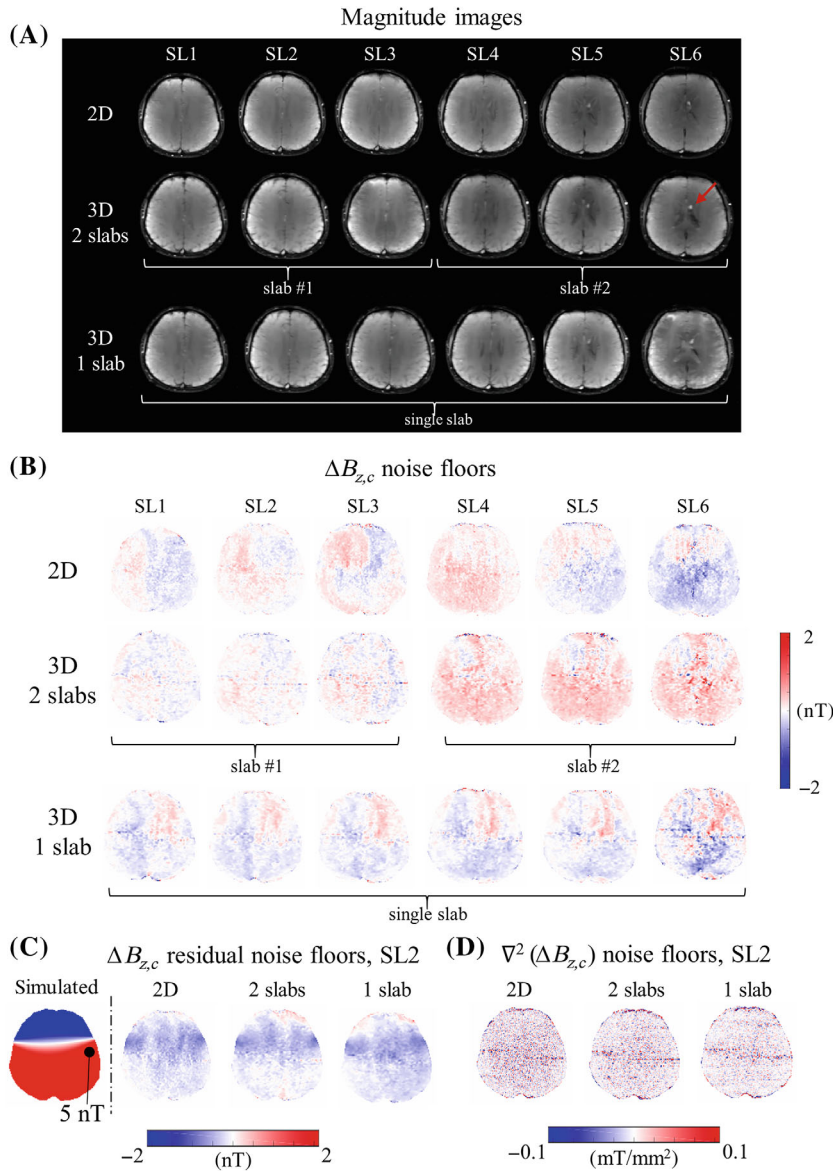 Magnitude images
(A)
SL1 SL2 SL3 SL4 SL5 SL6
2D
3D
2 slabs
slab #1 slab #2
3D
1 slab
single slab
(B)
ΔB_{z,c} noise floors
SL1 SL2 SL3 SL4 SL5 SL6
2D
3D
2 slabs
2
(nT)
−2
slab #1 slab #2
3D
1 slab
single slab
(C) ΔB_{z,c} residual noise floors, SL2
Simulated
2D 2 slabs 1 slab
5 nT
−2 (nT) 2
(D) ∇² (ΔB_{z,c}) noise floors, SL2
2D 2 slabs 1 slab
−0.1 (mT/mm²) 0.1